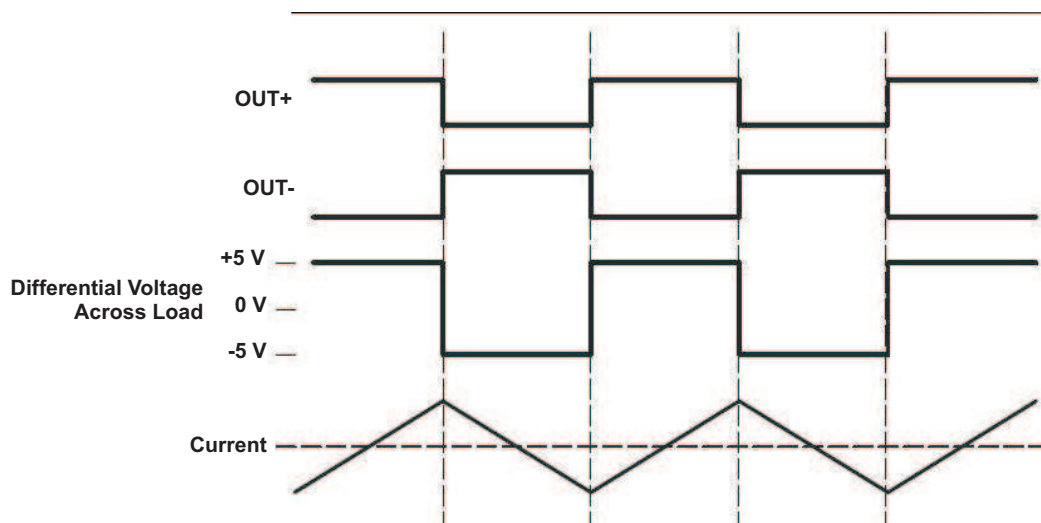 OUT+
OUT-
+5 V
Differential Voltage
Across Load
0 V
-5 V
Current